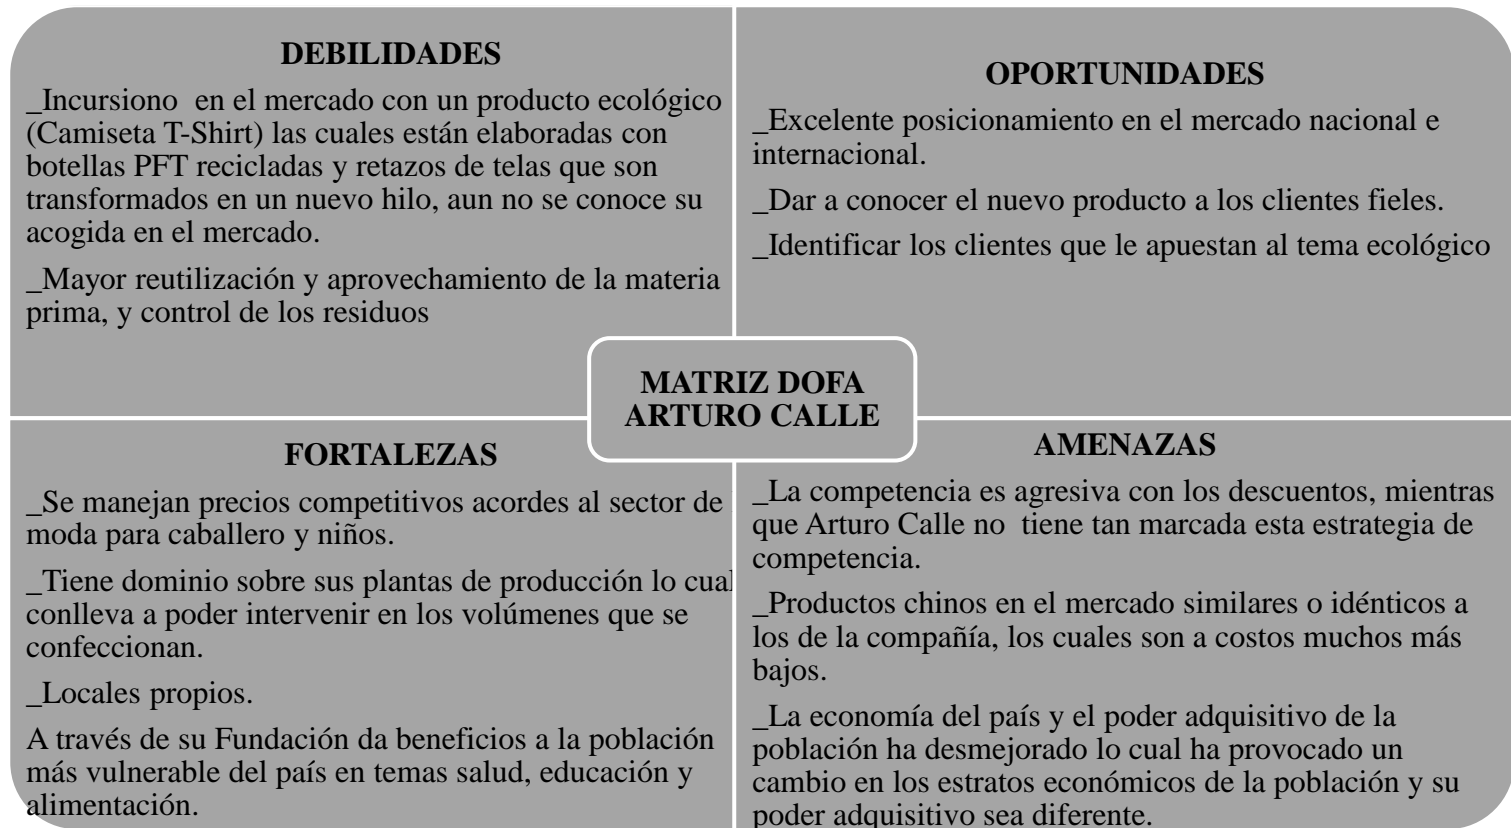 DEBILIDADES
_Incursiono en el mercado con un producto ecológico
(Camiseta T-Shirt) las cuales están elaboradas con
botellas PFT recicladas y retazos de telas que son
transformados en un nuevo hilo, aun no se conoce su
acogida en el mercado.
_Mayor reutilización y aprovechamiento de la materia
prima, y control de los residuos
OPORTUNIDADES
_Excelente posicionamiento en el mercado nacional e
internacional.
_Dar a conocer el nuevo producto a los clientes fieles.
_Identificar los clientes que le apuestan al tema ecológico
MATRIZ DOFA
ARTURO CALLE
FORTALEZAS
_Se manejan precios competitivos acordes al sector de
moda para caballero y niños.
_Tiene dominio sobre sus plantas de producción lo cual
conlleva a poder intervenir en los volúmenes que se
confeccionan.
_Locales propios.
A través de su Fundación da beneficios a la población
más vulnerable del país en temas salud, educación y
alimentación.
AMENAZAS
_La competencia es agresiva con los descuentos, mientras
que Arturo Calle no tiene tan marcada esta estrategia de
competencia.
_Productos chinos en el mercado similares o idénticos a
los de la compañía, los cuales son a costos muchos más
bajos.
_La economía del país y el poder adquisitivo de la
población ha desmejorado lo cual ha provocado un
cambio en los estratos económicos de la población y su
poder adquisitivo sea diferente.